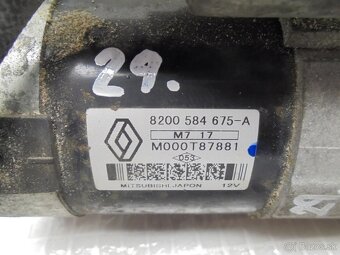 29.
8200 584 675-A
M7 17
M000T87881
<053>
MITSUBISHI JAPON 12V